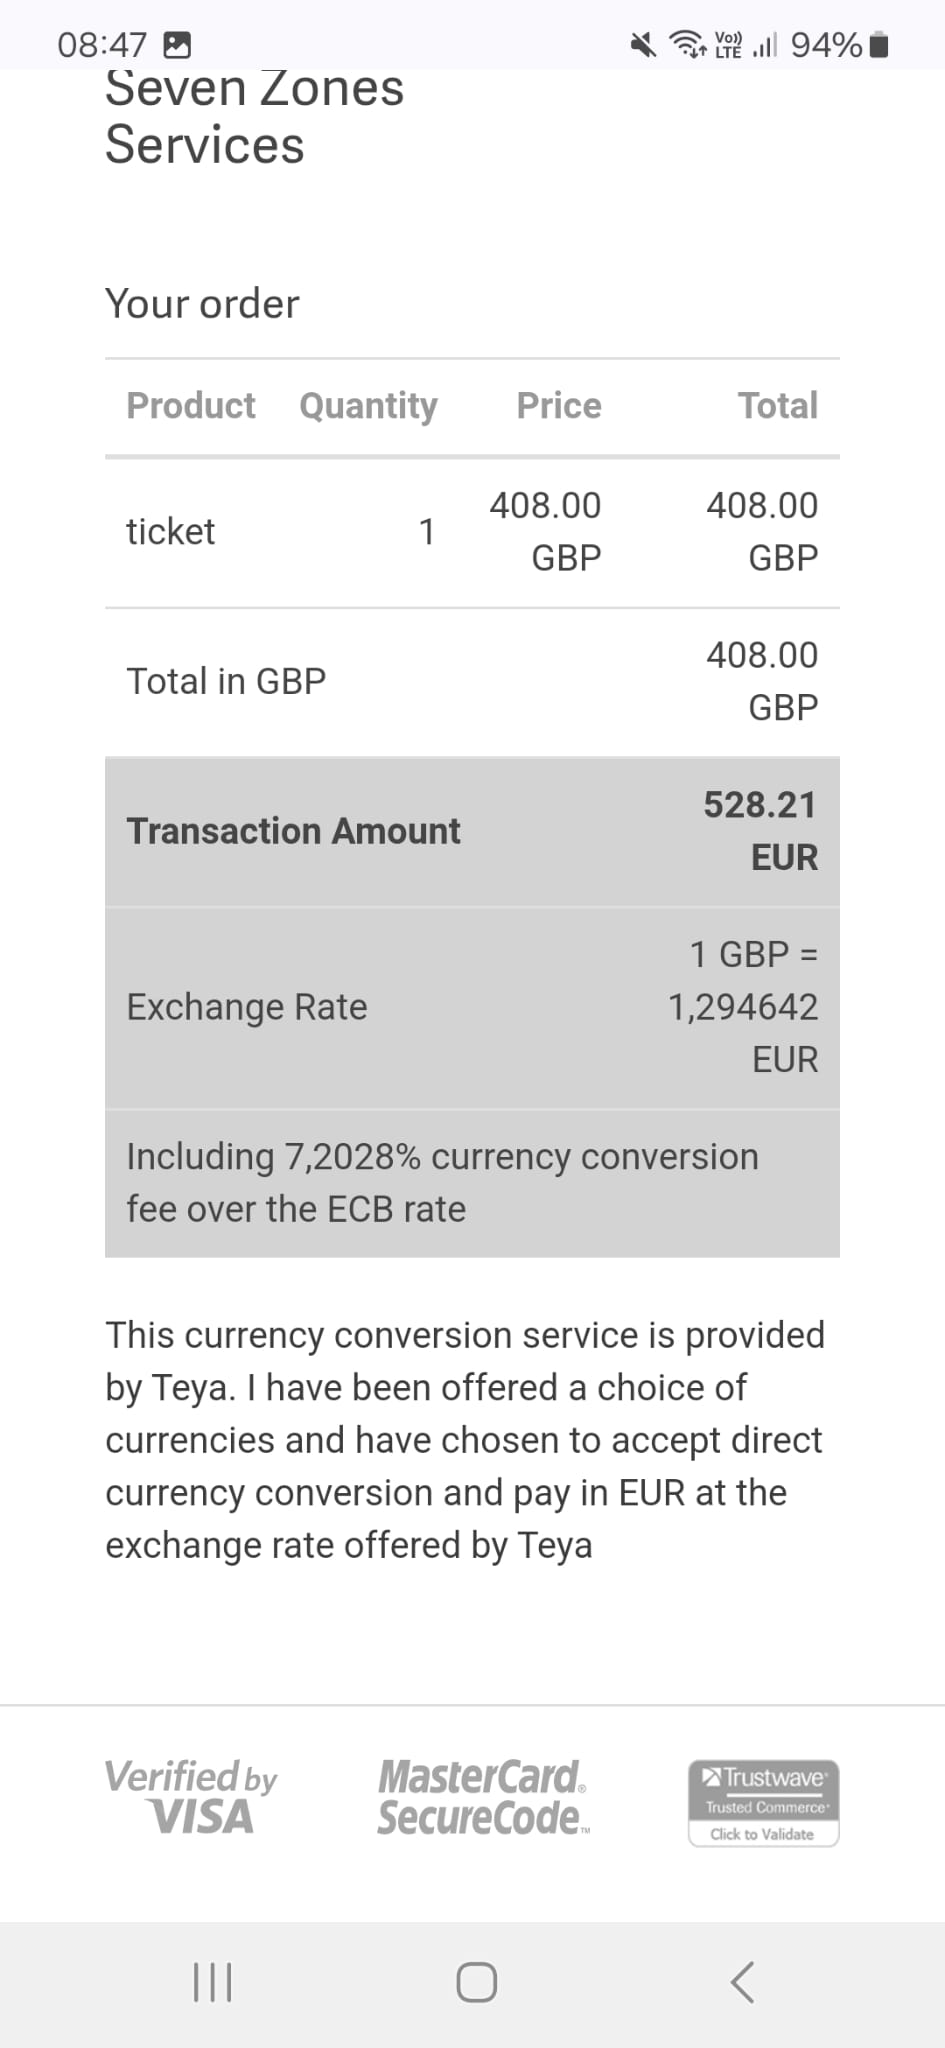 08:47 Vo)) LTE 94%
Seven Zones
Services
Your order
Product Quantity Price Total
ticket 1 408.00 GBP 408.00 GBP
Total in GBP 408.00 GBP
Transaction Amount 528.21 EUR
Exchange Rate 1 GBP = 1,294642 EUR
Including 7,2028% currency conversion
fee over the ECB rate
This currency conversion service is provided
by Teya. I have been offered a choice of
currencies and have chosen to accept direct
currency conversion and pay in EUR at the
exchange rate offered by Teya
Verified by
VISA
MasterCard®
SecureCode™
Trustwave®
Trusted Commerce®
Click to Validate